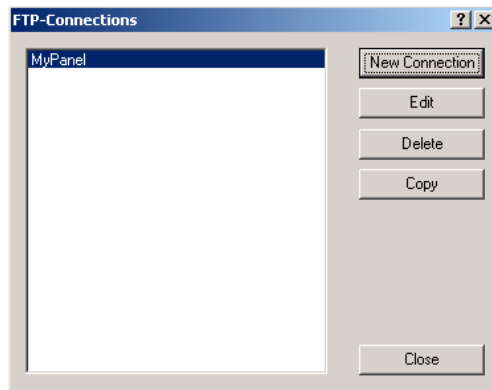 FTP-Connections
MyPanel
New Connection
Edit
Delete
Copy
Close